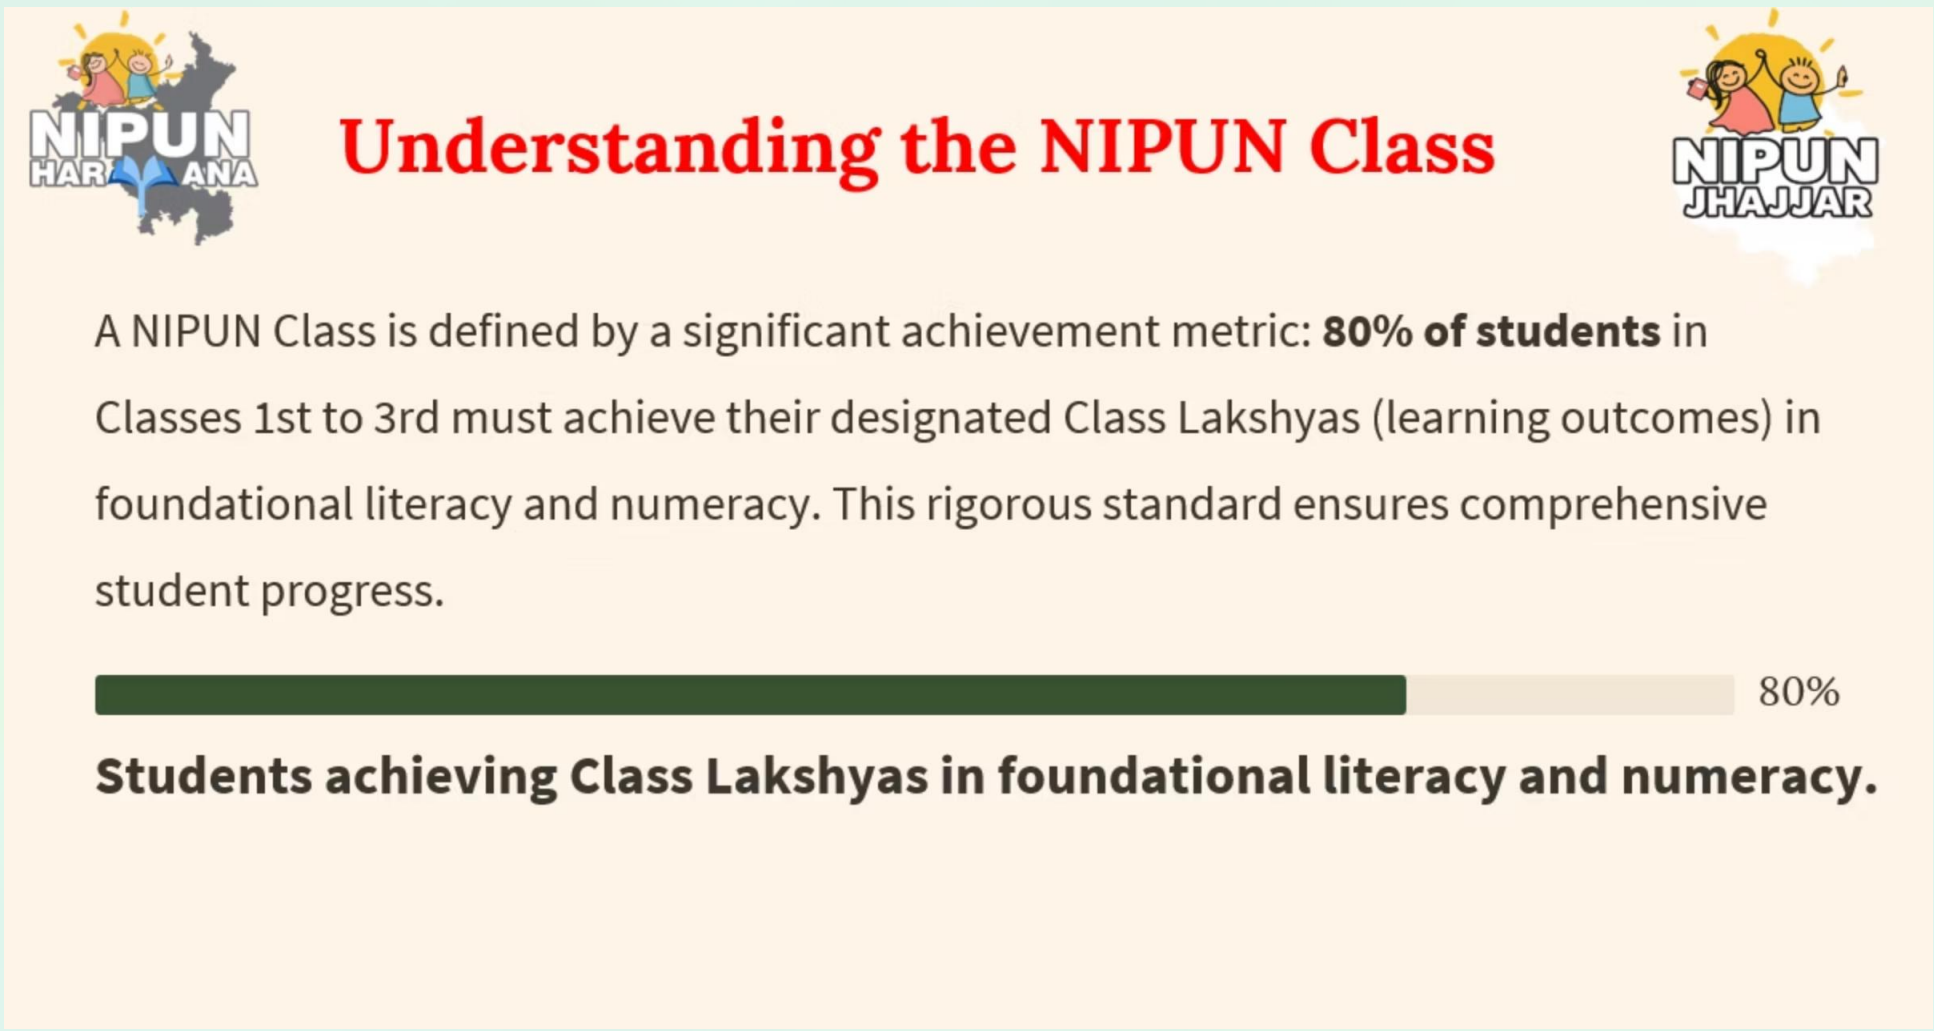 NIPUN
HARYANA
Understanding the NIPUN Class
NIPUN
JHAJJAR
A NIPUN Class is defined by a significant achievement metric: 80% of students in
Classes 1st to 3rd must achieve their designated Class Lakshyas (learning outcomes) in
foundational literacy and numeracy. This rigorous standard ensures comprehensive
student progress.
80%
Students achieving Class Lakshyas in foundational literacy and numeracy.